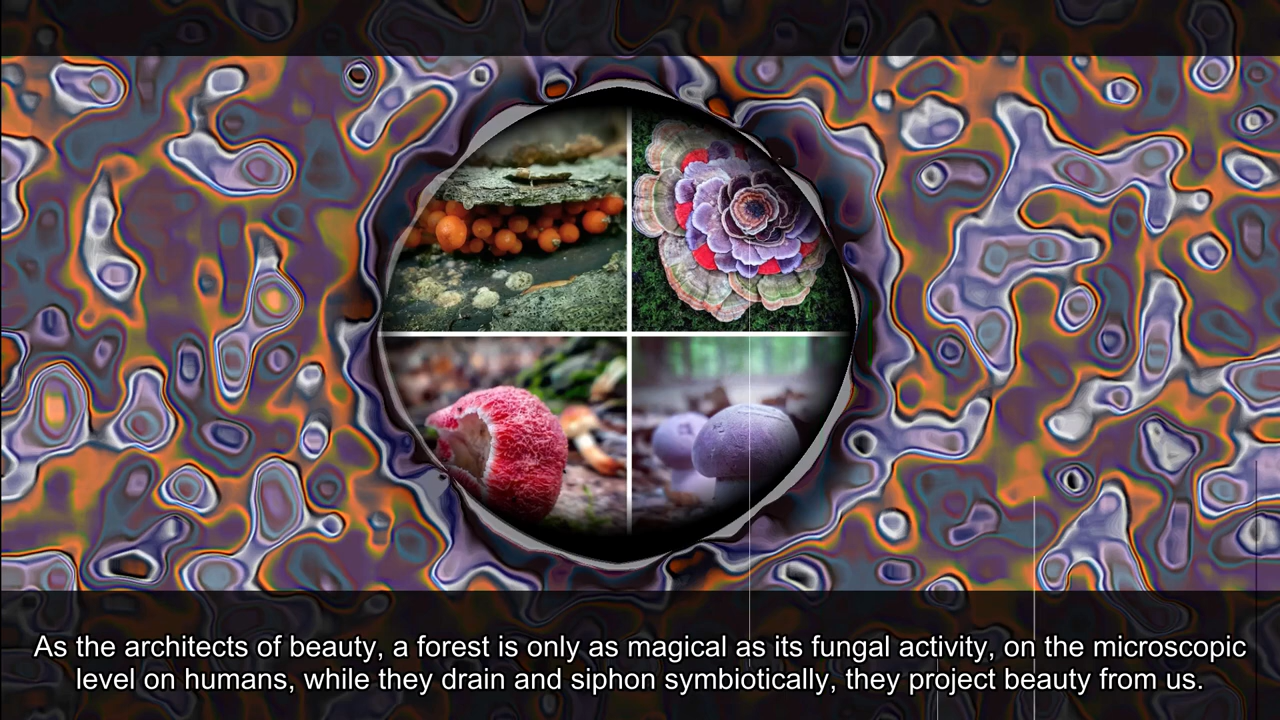 As the architects of beauty, a forest is only as magical as its fungal activity, on the microscopic
level on humans, while they drain and siphon symbiotically, they project beauty from us.